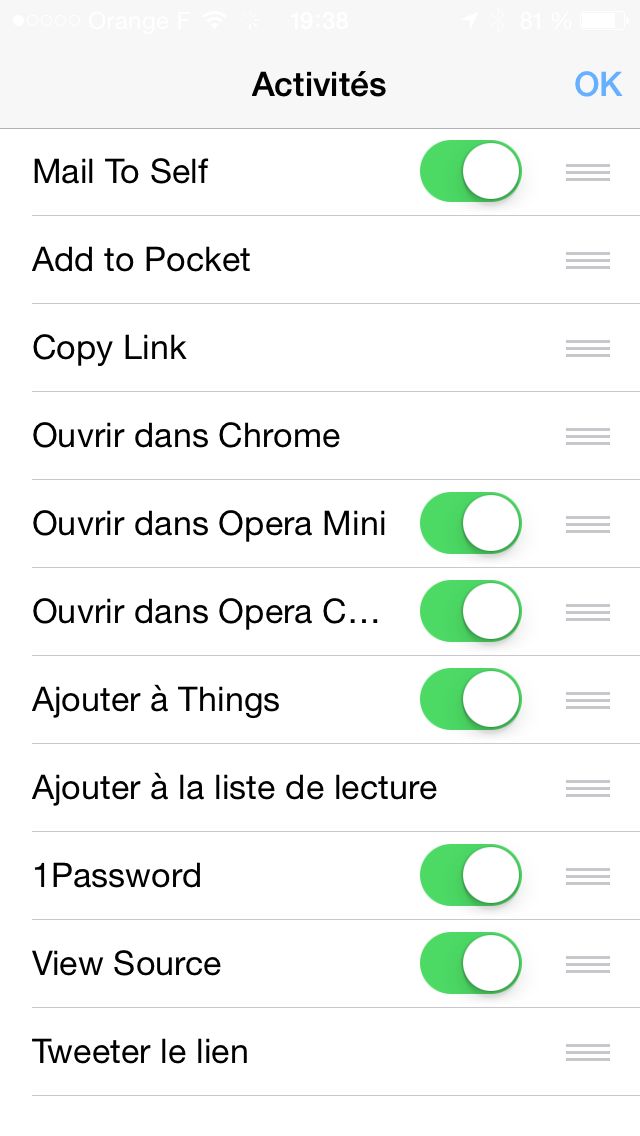 Orange F 19:38 81 %
Activités OK
Mail To Self
Add to Pocket
Copy Link
Ouvrir dans Chrome
Ouvrir dans Opera Mini
Ouvrir dans Opera C...
Ajouter à Things
Ajouter à la liste de lecture
1Password
View Source
Tweeter le lien